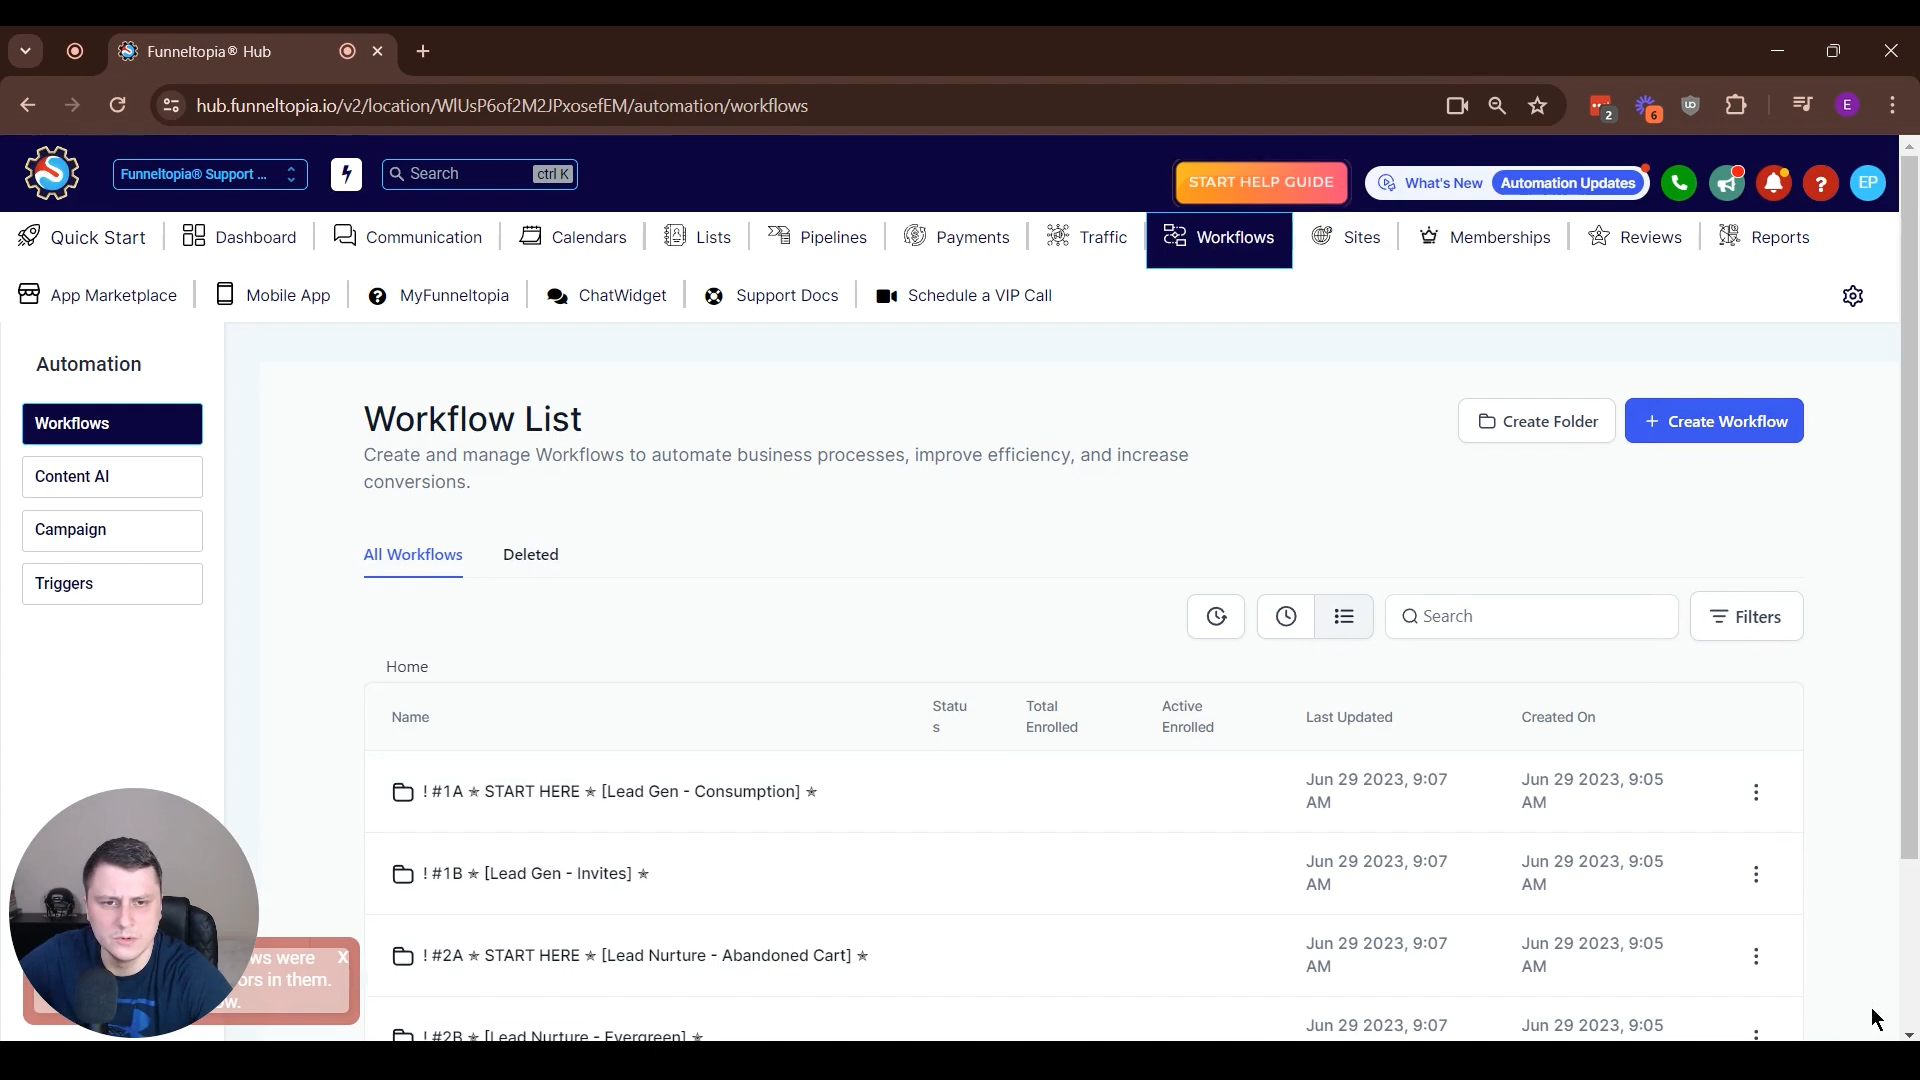 Funneltopia® Hub
hub.funneltopia.io/v2/location/WlUsP6of2M2JPxosefEM/automation/workflows
2
6
UD
E
Funneltopia® Support ...
Search
ctrl K
START HELP GUIDE
What's New
Automation Updates
?
EP
Quick Start
Dashboard
Communication
Calendars
Lists
Pipelines
Payments
Traffic
Workflows
Sites
Memberships
Reviews
Reports
App Marketplace
Mobile App
MyFunneltopia
ChatWidget
Support Docs
Schedule a VIP Call
Automation
Workflows
Content AI
Campaign
Triggers
Workflow List
Create and manage Workflows to automate business processes, improve efficiency, and increase
conversions.
Create Folder
+ Create Workflow
All Workflows
Deleted
Search
Filters
Home
Name
Statu
s
Total
Enrolled
Active
Enrolled
Last Updated
Created On
! #1A ★ START HERE ★ [Lead Gen - Consumption] ★
Jun 29 2023, 9:07
AM
Jun 29 2023, 9:05
AM
! #1B ★ [Lead Gen - Invites] ★
Jun 29 2023, 9:07
AM
Jun 29 2023, 9:05
AM
! #2A ★ START HERE ★ [Lead Nurture - Abandoned Cart] ★
Jun 29 2023, 9:07
AM
Jun 29 2023, 9:05
AM
! #2B ★ [Lead Nurture - Evergreen] ★
Jun 29 2023, 9:07
Jun 29 2023, 9:05
were
X
in them.